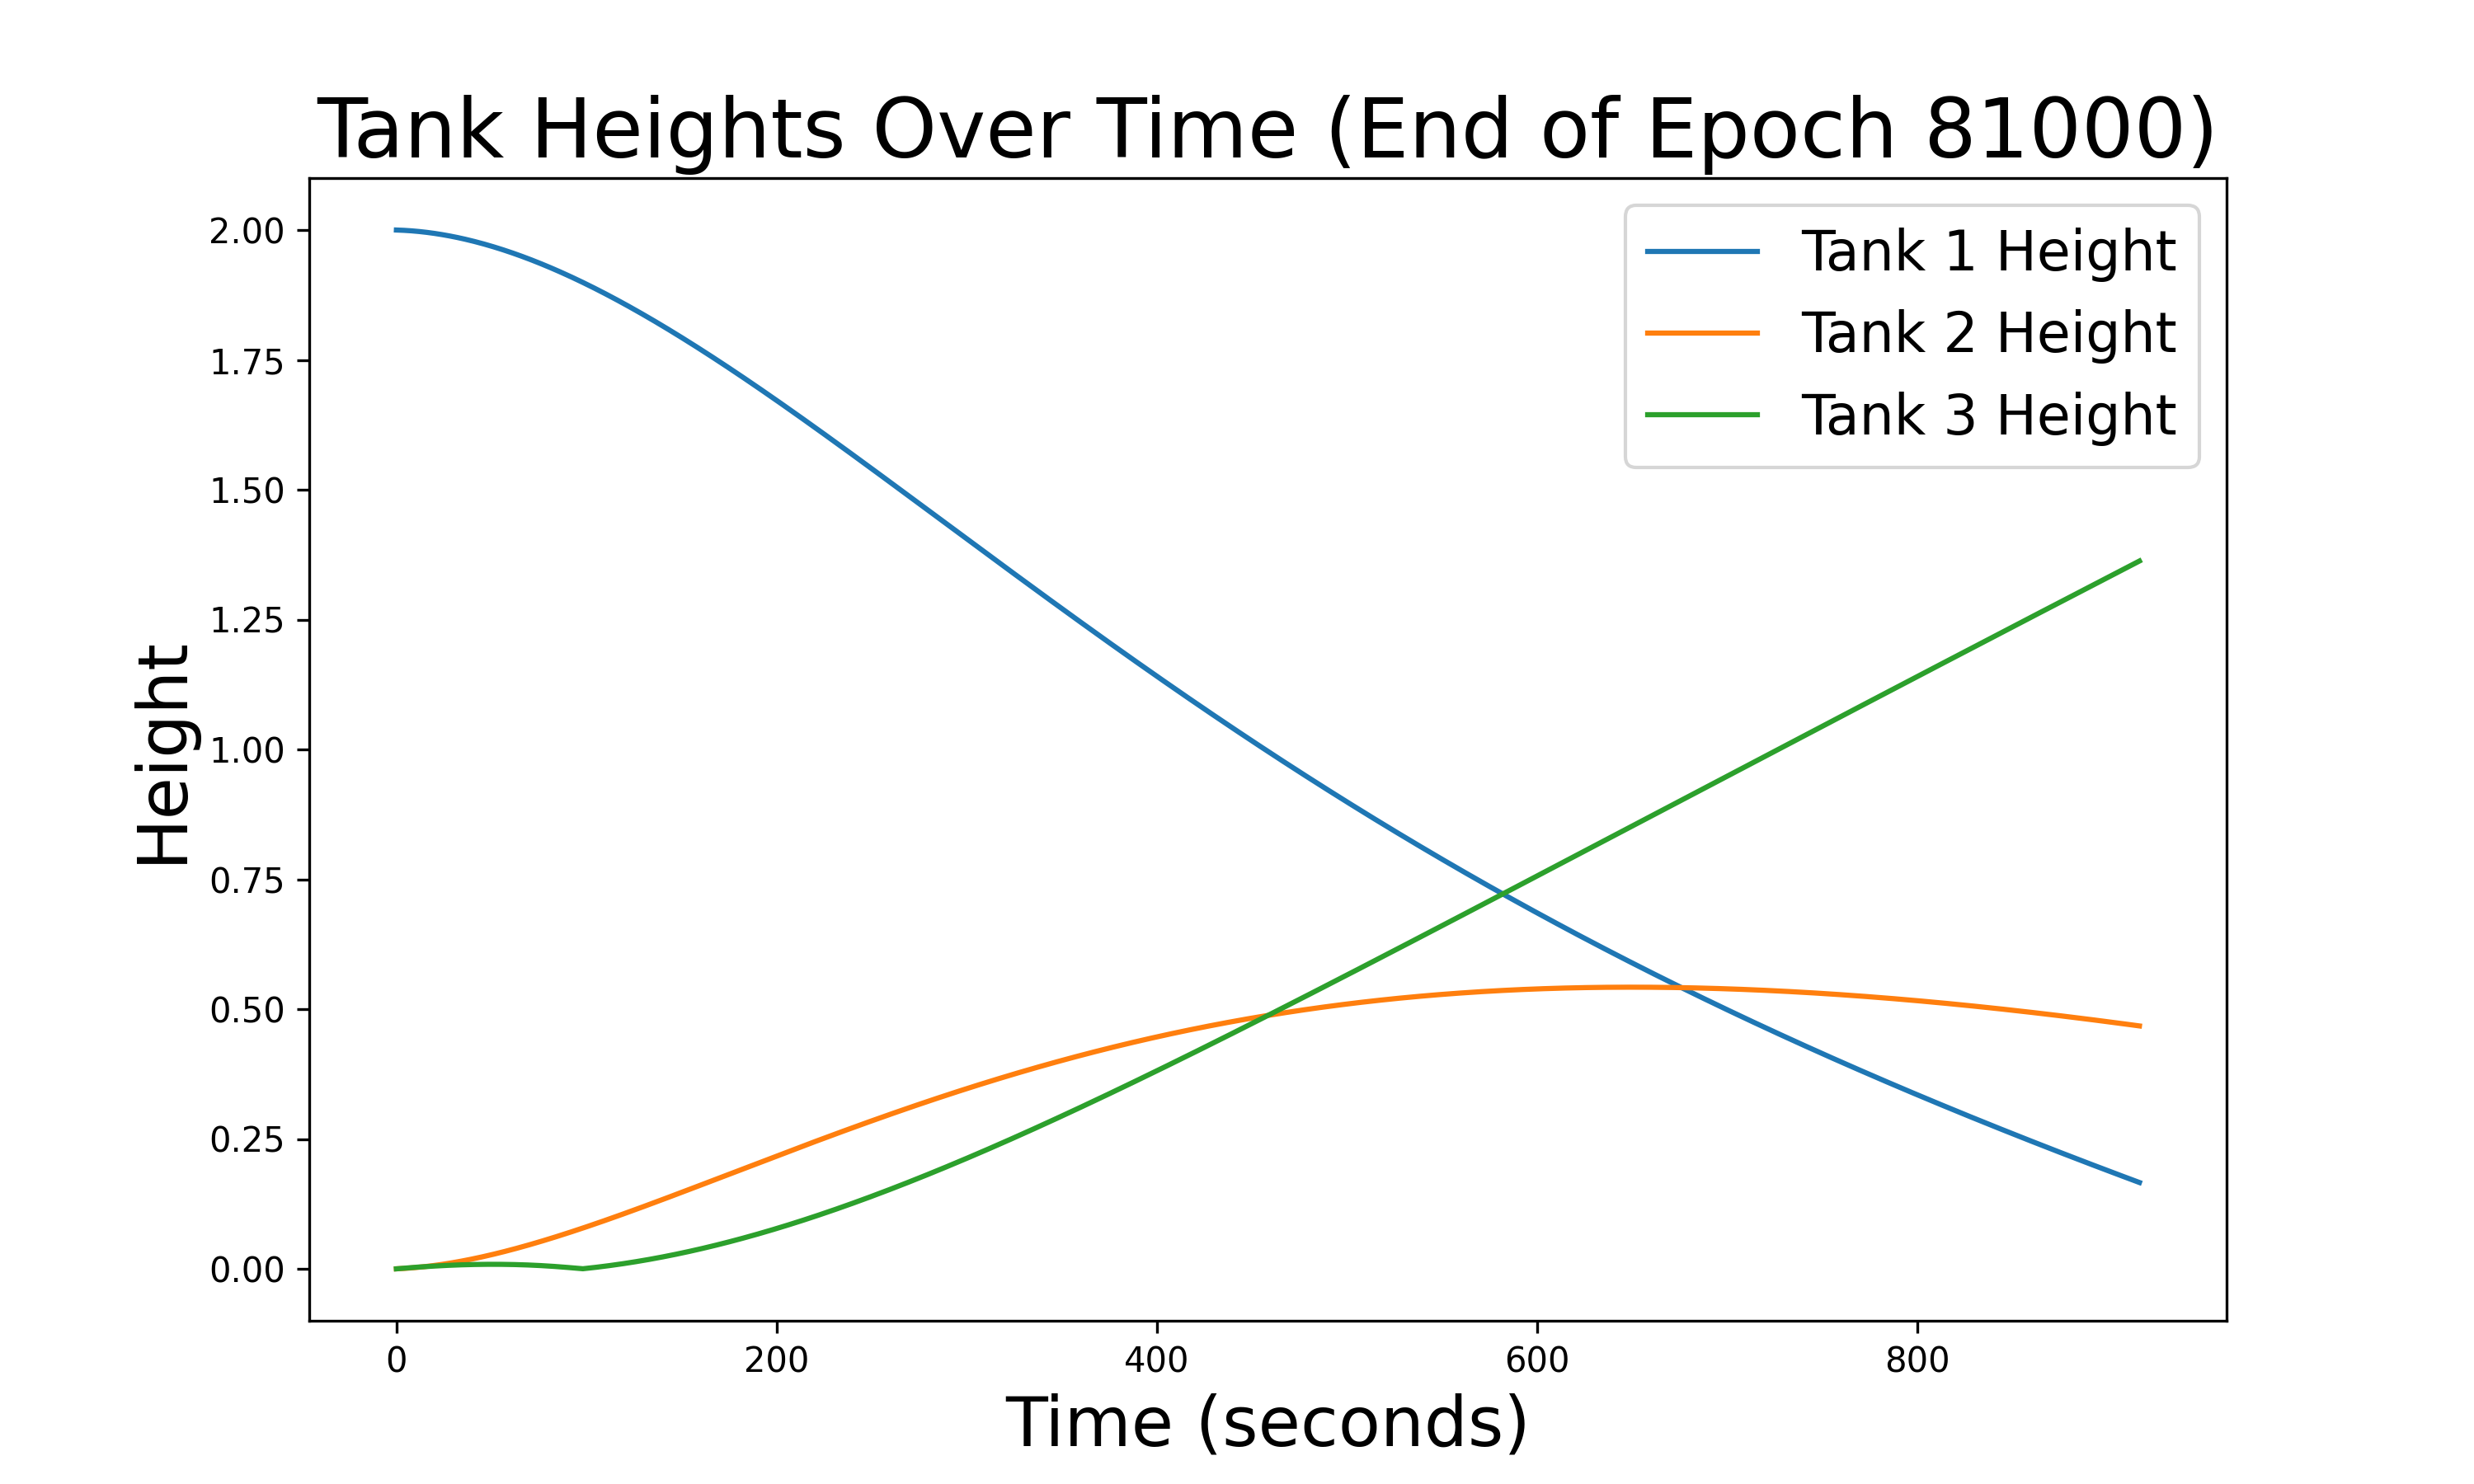 Tank Heights Over Time (End of Epoch 81000)
Tank 1 Height
Tank 2 Height
Tank 3 Height
Height
2.00
1.75
1.50
1.25
1.00
0.75
0.50
0.25
0.00
0 200 400 600 800
Time (seconds)